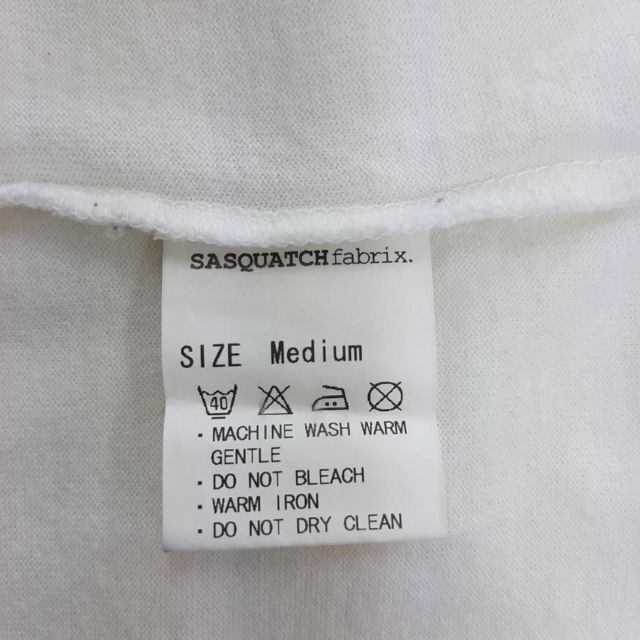 SASQUATCHfabrix.
SIZE Medium
40
・MACHINE WASH WARM
GENTLE
・DO NOT BLEACH
・WARM IRON
・DO NOT DRY CLEAN